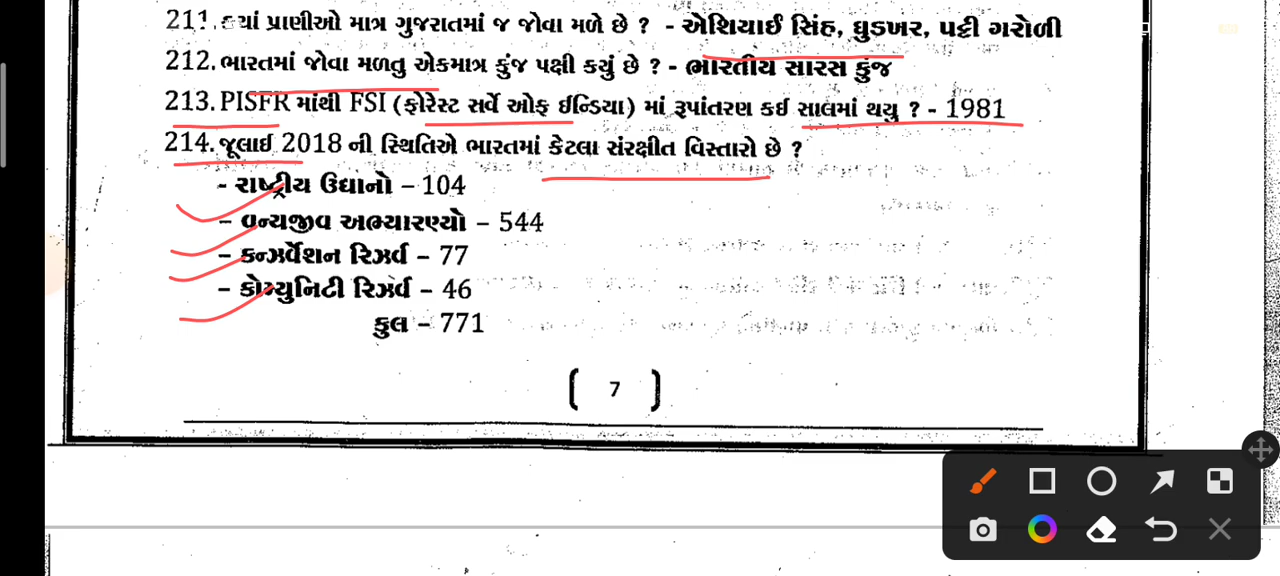 211. કયાં પ્રાણીઓ માત્ર ગુજરાતમાં જ જોવા મળે છે ? - એશિયાઈ સિંહ, ઘુડખર, પટ્ટી ગરોળી
212. ભારતમાં જોવા મળતુ એકમાત્ર કુંજ પક્ષી કયું છે ? - ભારતીય સારસ કુંજ
213. PISFR માંથી FSI (ફોરેસ્ટ સર્વે ઓફ ઈન્ડિયા) માં રૂપાંતરણ કઈ સાલમાં થયુ ? - 1981
214. જૂલાઈ 2018 ની સ્થિતિએ ભારતમાં કેટલા સંરક્ષીત વિસ્તારો છે ?
- રાષ્ટ્રીય ઉદ્યાનો – 104
- વન્યજીવ અભ્યારણ્યો – 544
- કન્ઝર્વેશન રિઝર્વ – 77
- કોમ્યુનિટી રિઝર્વ – 46
કુલ – 771
( 7 )